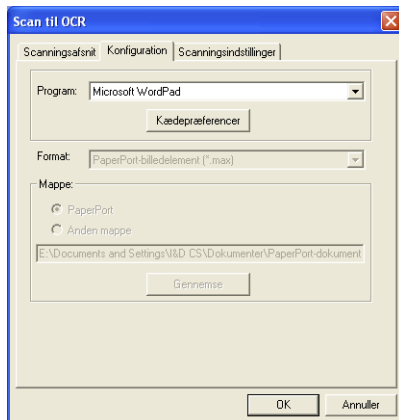 Scan til OCR
Scanningsafsnit Konfiguration Scanningsindstillinger
Program: Microsoft WordPad
Kædepræferencer
Format: PaperPort-billedelement (*.max)
Mappe:
PaperPort
Anden mappe
E:\Documents and Settings\I&D CS\Dokumenter\PaperPort-dokument
Gennemse
OK Annuller